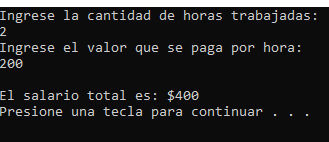 Ingrese la cantidad de horas trabajadas:
2
Ingrese el valor que se paga por hora:
200
El salario total es: $400
Presione una tecla para continuar . . .